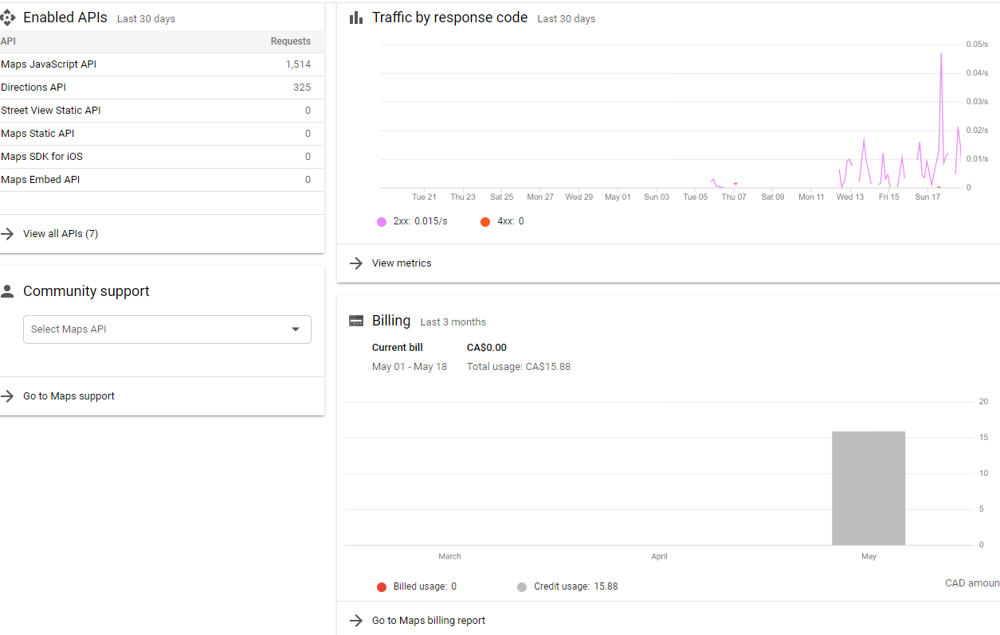 Enabled APIs Last 30 days
API Requests
Maps JavaScript API 1,514
Directions API 325
Street View Static API 0
Maps Static API 0
Maps SDK for iOS 0
Maps Embed API 0
View all APIs (7)
Community support
Select Maps API
Go to Maps support
Traffic by response code Last 30 days
0.05/s
0.04/s
0.03/s
0.02/s
0.01/s
0
Tue 21 Thu 23 Sat 25 Mon 27 Wed 29 May 01 Sun 03 Tue 05 Thu 07 Sat 09 Mon 11 Wed 13 Fri 15 Sun 17
2xx: 0.015/s 4xx: 0
View metrics
Billing Last 3 months
Current bill CA$0.00
May 01 - May 18 Total usage: CA$15.88
20
15
10
5
0
March April May
Billed usage: 0 Credit usage: 15.88
CAD amoun
Go to Maps billing report